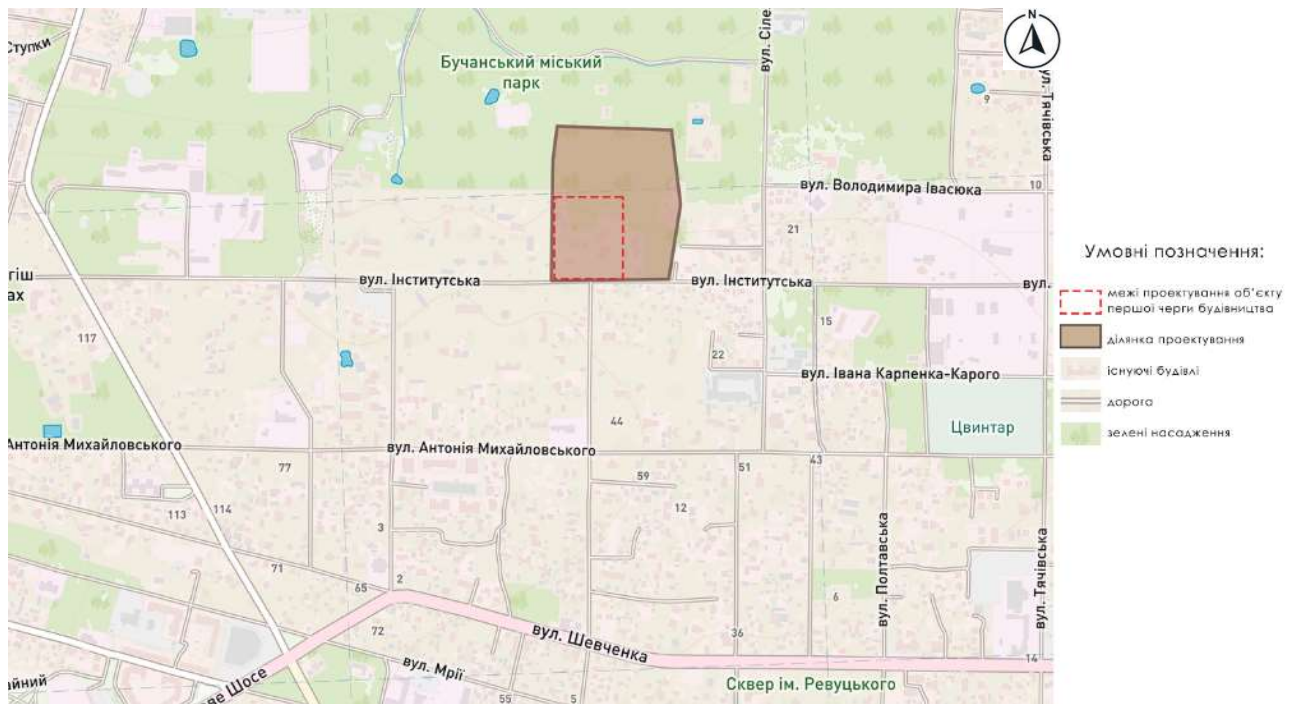 N
Ступки
Бучанський міський
парк
вул. Сіле
ул. Тячівська
9
вул. Володимира Івасюка
10
21
гіш
ах
вул. Інститутська
вул. Інститутська
вул.
117
15
22
вул. Івана Карпенка-Карого
44
Цвинтар
Антонія Михайловського
вул. Антонія Михайловського
77
59
51
43
12
113
114
3
71
65
2
вул. Полтавська
вул. Тячівська
6
72
36
вул. Шевченка
14
вул. Мрії
айний
ве Шосе
55
5
Сквер ім. Ревуцького
Умовні позначення:
межі проектування об'єкту
першої черги будівництва
ділянка проектування
існуючі будівлі
дорога
зелені насадження